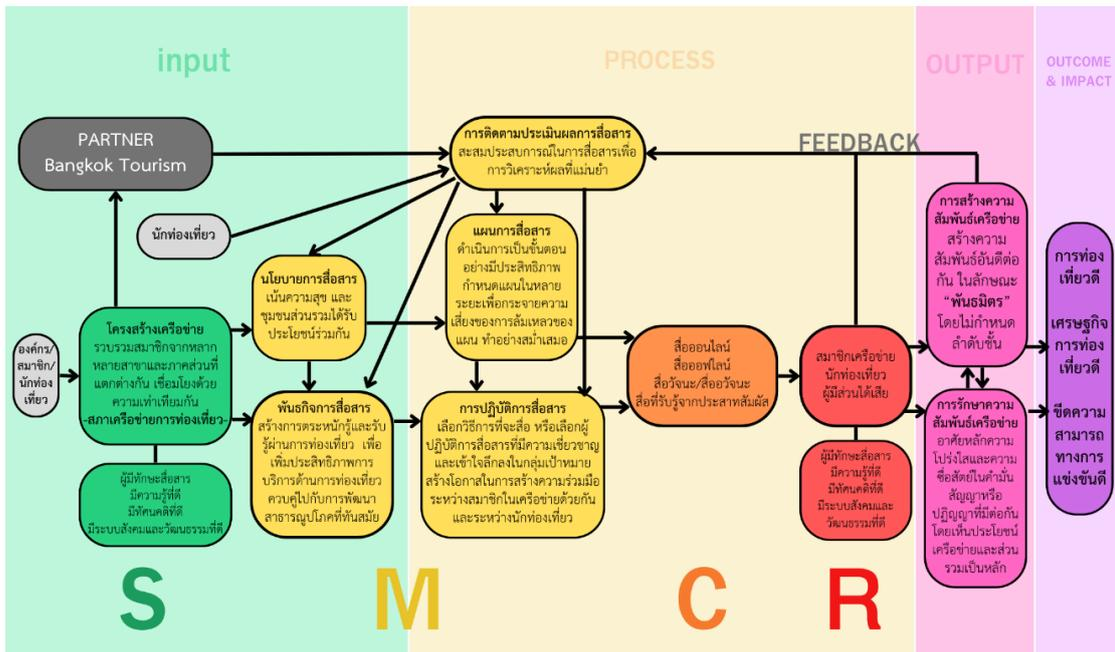 input
PROCESS
OUTPUT
OUTCOME
& IMPACT
PARTNER
Bangkok Tourism
นักท่องเที่ยว
องค์กร/
สมาชิก/
นักท่อง
เที่ยว
โครงสร้างเครือข่าย
รวบรวมสมาชิกจากหลาก
หลายสาขาและภาคส่วนที่
แตกต่างกัน เชื่อมโยงด้วย
ความเท่าเทียมกัน
-สภาเครือข่ายการท่องเที่ยว-
ผู้มีทักษะสื่อสาร
มีความรู้ที่ดี
มีทัศนคติที่ดี
มีระบบสังคมและวัฒนธรรมที่ดี
นโยบายการสื่อสาร
เน้นความสุข และ
ชุมชนส่วนรวมได้รับ
ประโยชน์ร่วมกัน
พันธกิจการสื่อสาร
สร้างการตระหนักรู้และรับ
รู้ผ่านการท่องเที่ยว เพื่อ
เพิ่มประสิทธิภาพการ
บริการด้านการท่องเที่ยว
ควบคู่ไปกับการพัฒนา
สาธารณูปโภคที่ทันสมัย
การติดตามประเมินผลการสื่อสาร
สะสมประสบการณ์ในการสื่อสารเพื่อ
การวิเคราะห์ผลที่แม่นยำ
แผนการสื่อสาร
ดำเนินการเป็นขั้นตอน
อย่างมีประสิทธิภาพ
กำหนดแผนในหลาย
ระยะเพื่อกระจายความ
เสี่ยงของการล้มเหลวของ
แผน ทำอย่างสม่ำเสมอ
การปฏิบัติการสื่อสาร
เลือกวิธีการที่จะสื่อ หรือเลือกผู้
ปฏิบัติการสื่อสารที่มีความเชี่ยวชาญ
และเข้าใจลึกลงในกลุ่มเป้าหมาย
สร้างโอกาสในการสร้างความร่วมมือ
ระหว่างสมาชิกในเครือข่ายด้วยกัน
และระหว่างนักท่องเที่ยว
สื่อออนไลน์
สื่อออฟไลน์
สื่อวัจนะ/สื่ออวัจนะ
สื่อที่รับรู้จากประสาทสัมผัส
FEEDBACK
สมาชิกเครือข่าย
นักท่องเที่ยว
ผู้มีส่วนได้เสีย
ผู้มีทักษะสื่อสาร
มีความรู้ที่ดี
มีทัศนคติที่ดี
มีระบบสังคมและ
วัฒนธรรมที่ดี
การสร้างความ
สัมพันธ์เครือข่าย
สร้างความ
สัมพันธ์อันดีต่อ
กัน ในลักษณะ
“พันธมิตร”
โดยไม่กำหนด
ลำดับชั้น
การรักษาความ
สัมพันธ์เครือข่าย
อาศัยหลักความ
โปร่งใสและความ
ซื่อสัตย์ในคำมั่น
สัญญาหรือ
ปฏิญญาที่มีต่อกัน
โดยเห็นประโยชน์
เครือข่ายและส่วน
รวมเป็นหลัก
การท่อง
เที่ยวดี
เศรษฐกิจ
การท่อง
เที่ยวดี
ขีดความ
สามารถ
ทางการ
แข่งขันดี
S
M
C
R